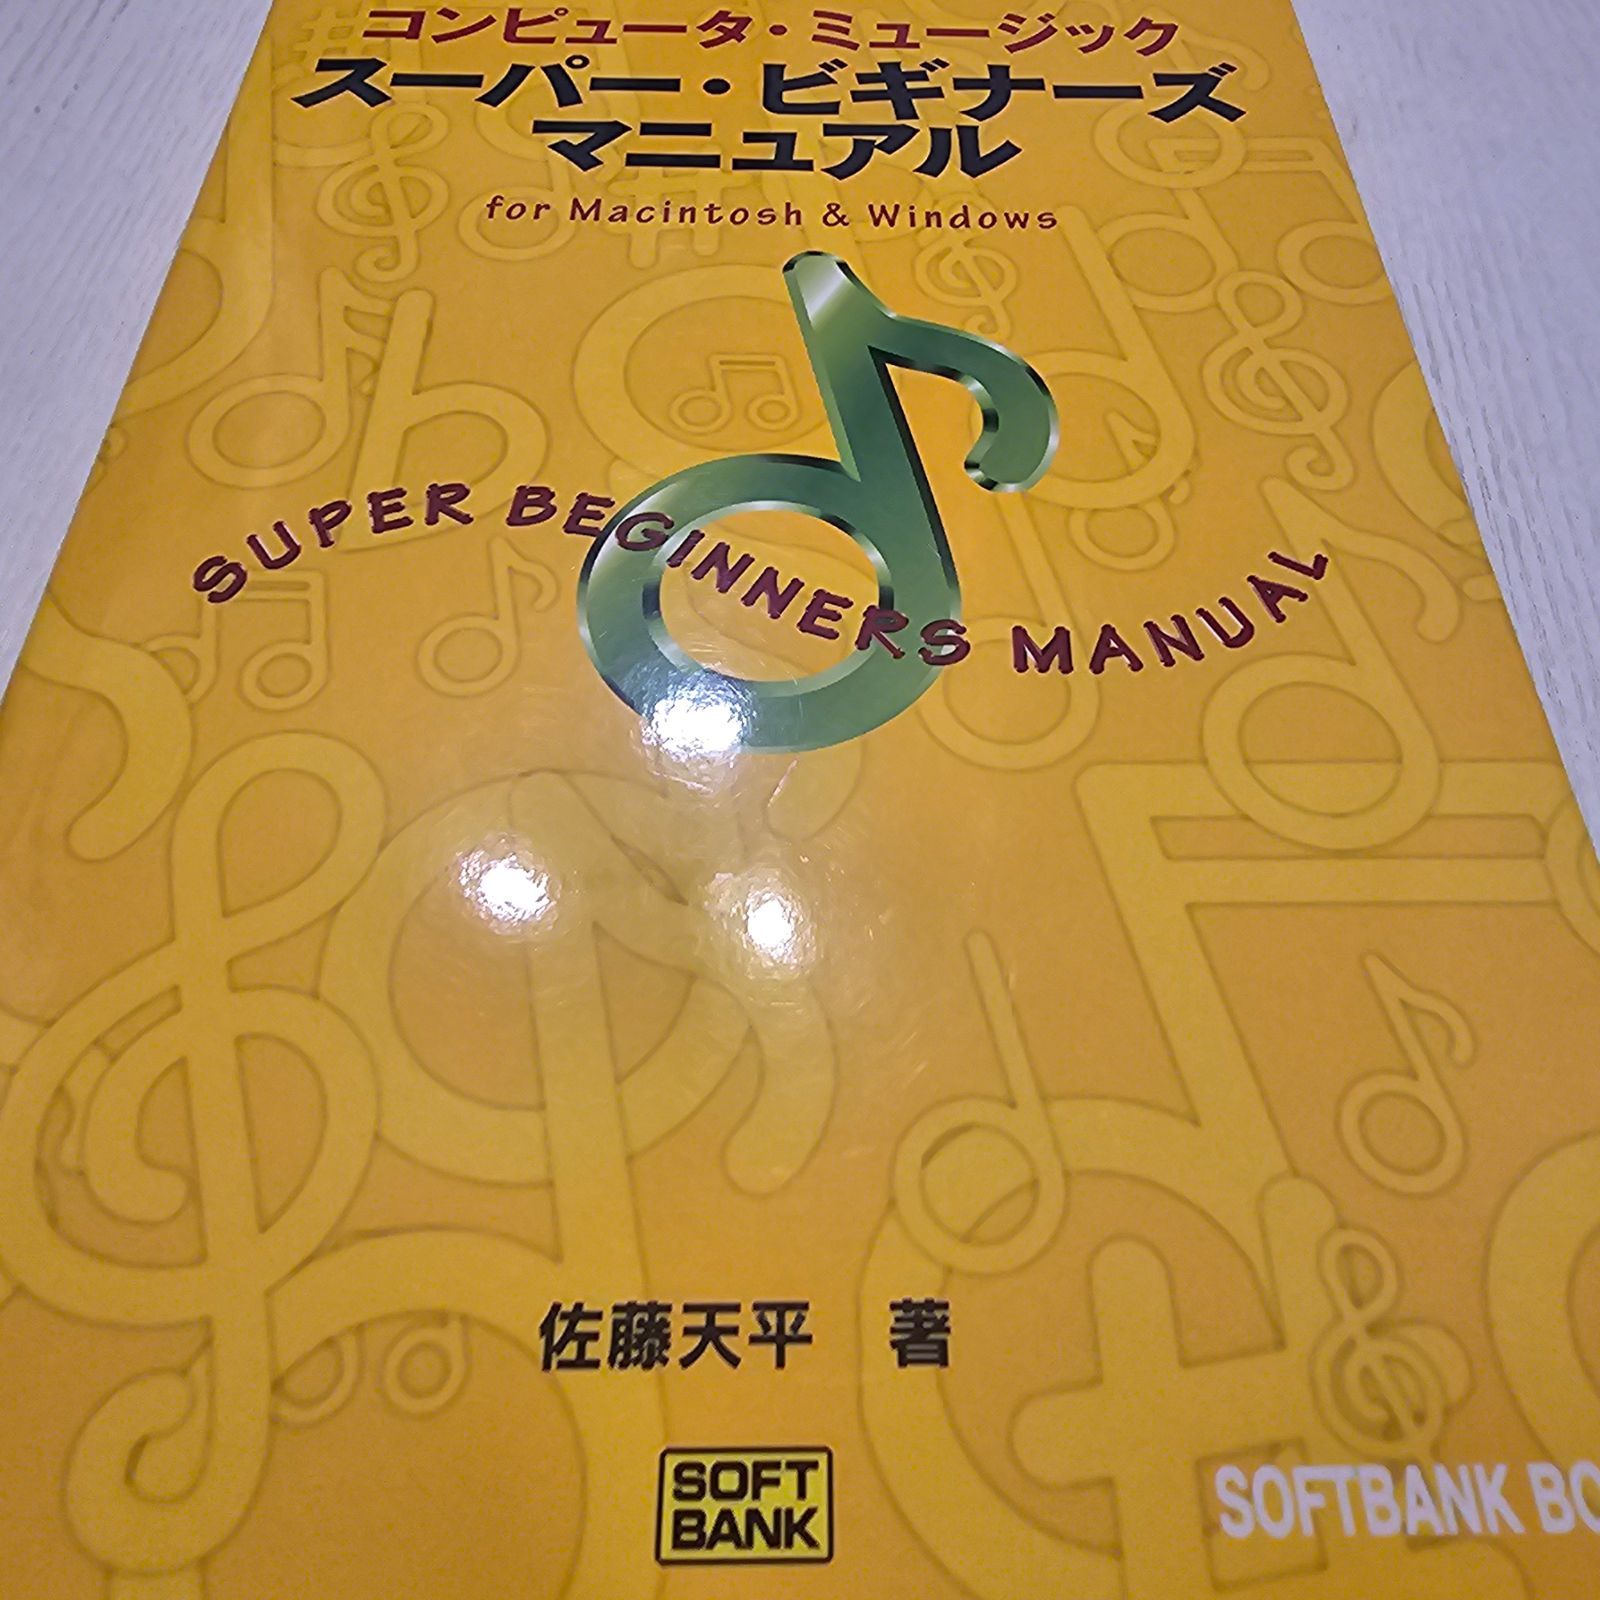 コンピュータ・ミュージック
スーパー・ビギナーズ
マニュアル
for Macintosh & Windows
SUPER BEGINNERS MANUAL
佐藤天平 著
SOFT
BANK
SOFTBANK BO